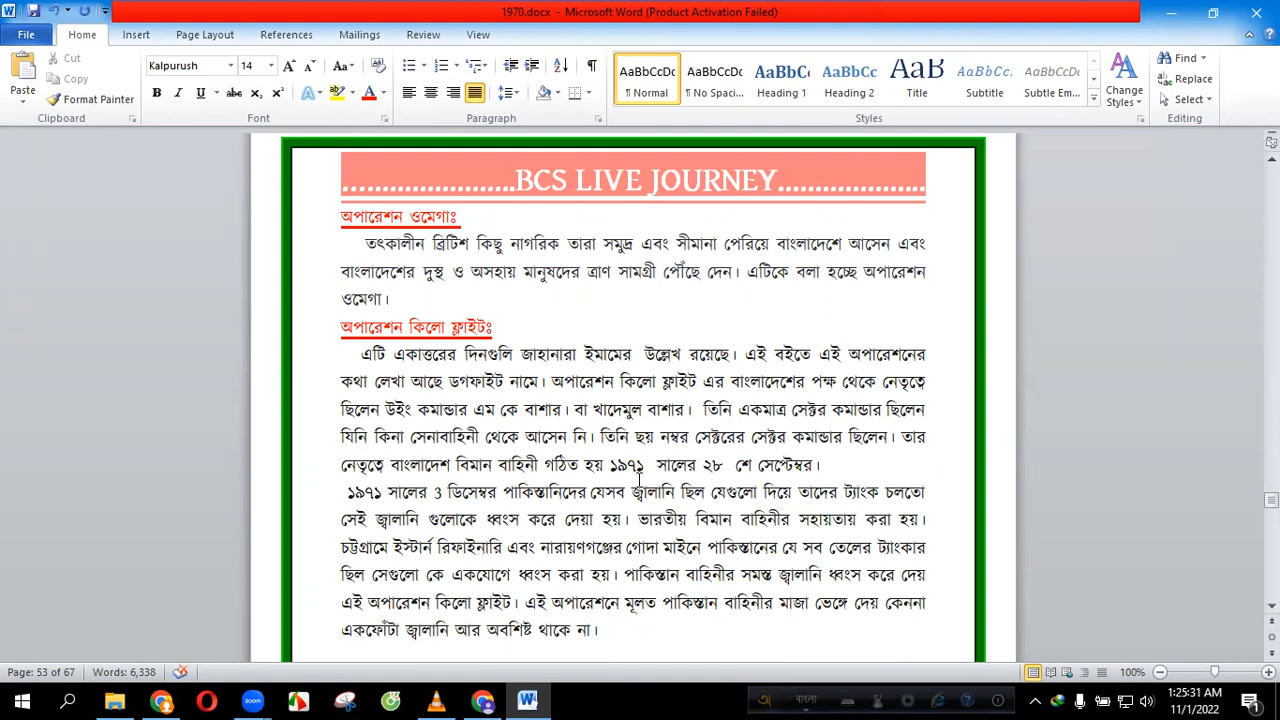 1970.docx - Microsoft Word (Product Activation Failed)
File Home Insert Page Layout References Mailings Review View
Paste
Cut
Copy
Format Painter
Clipboard
Kalpurush 14
Font
Paragraph
AaBbCcDc AaBbCcDc AaBbCc AaBbCc AaB AaBbCcL AaBbCcDc
¶ Normal ¶ No Spaci... Heading 1 Heading 2 Title Subtitle Subtle Em...
Styles
Change Styles
Find
Replace
Select
Editing
......................BCS LIVE JOURNEY....................
অপারেশন ওমেগাঃ
তৎকালীন ব্রিটিশ কিছু নাগরিক তারা সমুদ্র এবং সীমানা পেরিয়ে বাংলাদেশে আসেন এবং
বাংলাদেশের দুস্থ ও অসহায় মানুষদের ত্রাণ সামগ্রী পৌঁছে দেন। এটিকে বলা হচ্ছে অপারেশন
ওমেগা।
অপারেশন কিলো ফ্লাইটঃ
এটি একাত্তরের দিনগুলি জাহানারা ইমামের উল্লেখ রয়েছে। এই বইতে এই অপারেশনের
কথা লেখা আছে ডগফাইট নামে। অপারেশন কিলো ফ্লাইট এর বাংলাদেশের পক্ষ থেকে নেতৃত্বে
ছিলেন উইং কমান্ডার এম কে বাশার। বা খাদেমুল বাশার। তিনি একমাত্র সেক্টর কমান্ডার ছিলেন
যিনি কিনা সেনাবাহিনী থেকে আসেন নি। তিনি ছয় নম্বর সেক্টরের সেক্টর কমান্ডার ছিলেন। তার
নেতৃত্বে বাংলাদেশ বিমান বাহিনী গঠিত হয় ১৯৭১ সালের ২৮ শে সেপ্টেম্বর।
১৯৭১ সালের 3 ডিসেম্বর পাকিস্তানিদের যেসব জ্বালানি ছিল যেগুলো দিয়ে তাদের ট্যাংক চলতো
সেই জ্বালানি গুলোকে ধ্বংস করে দেয়া হয়। ভারতীয় বিমান বাহিনীর সহায়তায় করা হয়।
চট্টগ্রামে ইস্টার্ন রিফাইনারি এবং নারায়ণগঞ্জের গোদা মাইনে পাকিস্তানের যে সব তেলের ট্যাংকার
ছিল সেগুলো কে একযোগে ধ্বংস করা হয়। পাকিস্তান বাহিনীর সমস্ত জ্বালানি ধ্বংস করে দেয়
এই অপারেশন কিলো ফ্লাইট। এই অপারেশনে মূলত পাকিস্তান বাহিনীর মাজা ভেঙ্গে দেয় কেননা
একফোঁটা জ্বালানি আর অবশিষ্ট থাকে না।
Page: 53 of 67 Words: 6,338 100%
zoom বাংলা 1:25:31 AM
11/1/2022